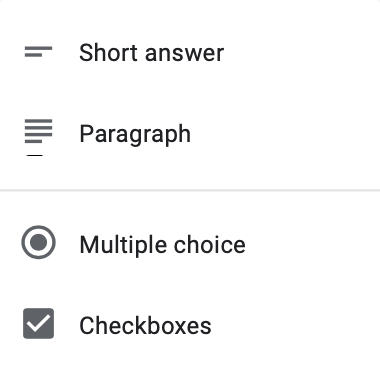 Short answer
Paragraph
Multiple choice
Checkboxes